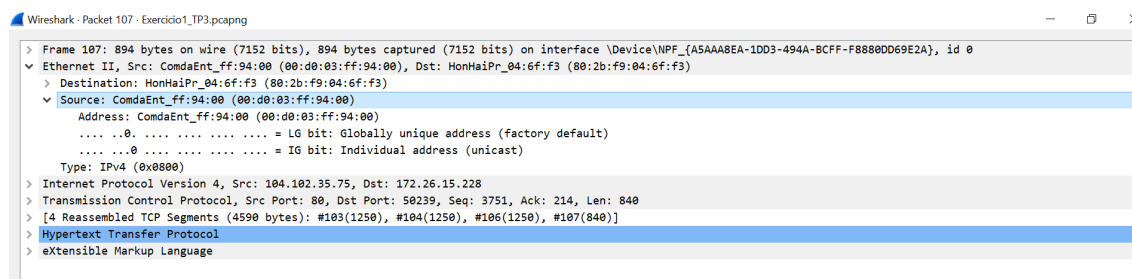 Wireshark · Packet 107 · Exercicio1_TP3.pcapng
Frame 107: 894 bytes on wire (7152 bits), 894 bytes captured (7152 bits) on interface \Device\NPF_{A5AAA8EA-1DD3-494A-BCFF-F8880DD69E2A}, id 0
Ethernet II, Src: ComdaEnt_ff:94:00 (00:d0:03:ff:94:00), Dst: HonHaiPr_04:6f:f3 (80:2b:f9:04:6f:f3)
Destination: HonHaiPr_04:6f:f3 (80:2b:f9:04:6f:f3)
Source: ComdaEnt_ff:94:00 (00:d0:03:ff:94:00)
Address: ComdaEnt_ff:94:00 (00:d0:03:ff:94:00)
.... ..0. .... .... .... .... = LG bit: Globally unique address (factory default)
.... ...0 .... .... .... .... = IG bit: Individual address (unicast)
Type: IPv4 (0x0800)
Internet Protocol Version 4, Src: 104.102.35.75, Dst: 172.26.15.228
Transmission Control Protocol, Src Port: 80, Dst Port: 50239, Seq: 3751, Ack: 214, Len: 840
[4 Reassembled TCP Segments (4590 bytes): #103(1250), #104(1250), #106(1250), #107(840)]
Hypertext Transfer Protocol
eXtensible Markup Language